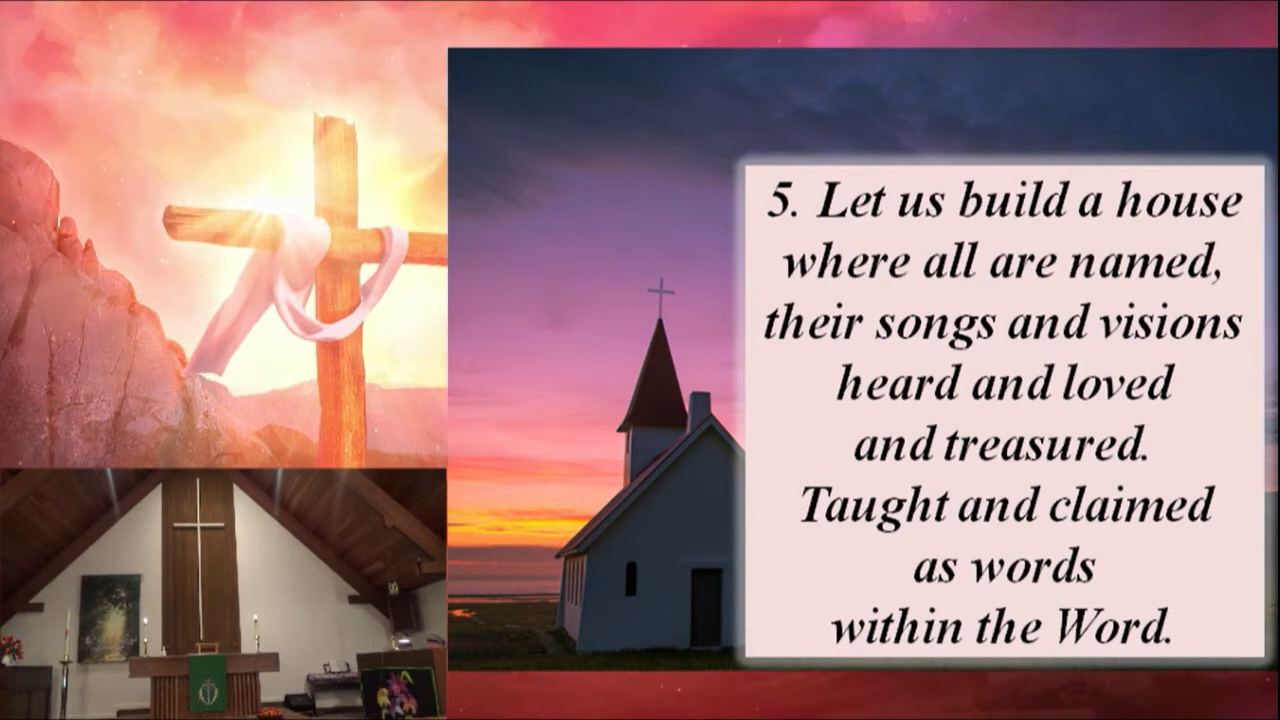 5. Let us build a house
where all are named,
their songs and visions
heard and loved
and treasured.
Taught and claimed
as words
within the Word.